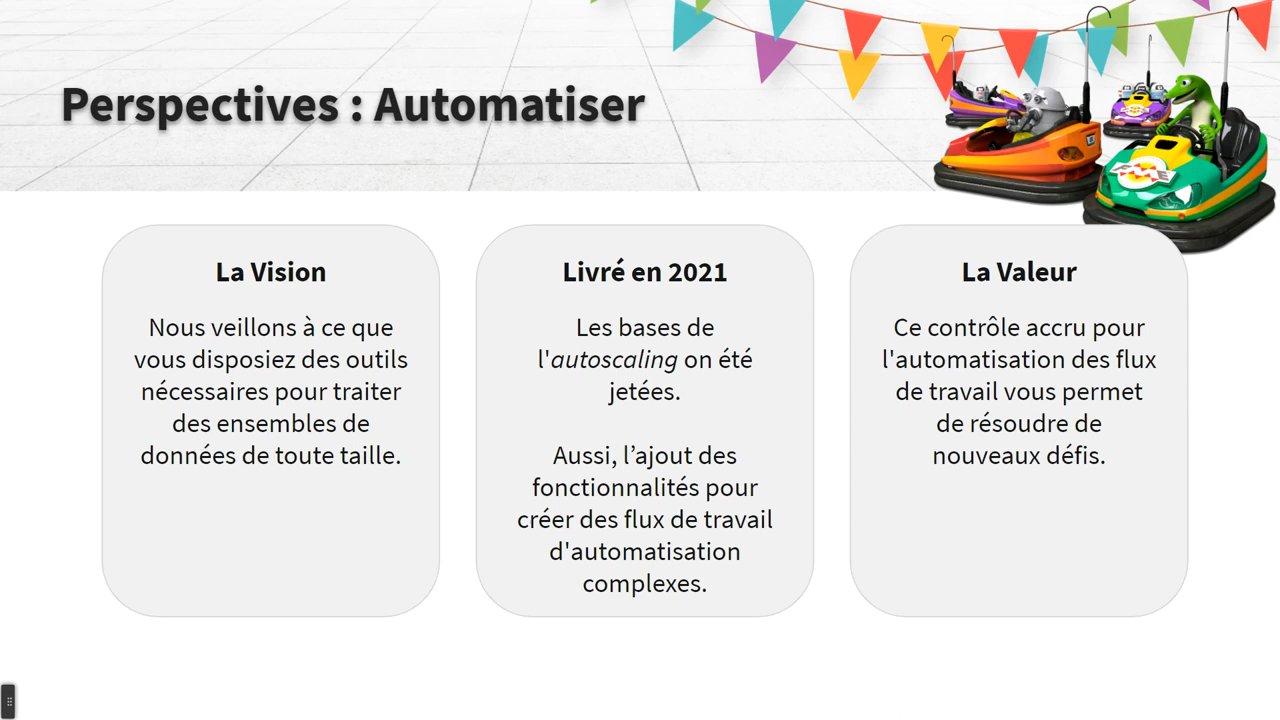 Perspectives : Automatiser
La Vision
Nous veillons à ce que
vous disposiez des outils
nécessaires pour traiter
des ensembles de
données de toute taille.
Livré en 2021
Les bases de
l'autoscaling on été
jetées.
Aussi, l’ajout des
fonctionnalités pour
créer des flux de travail
d'automatisation
complexes.
La Valeur
Ce contrôle accru pour
l'automatisation des flux
de travail vous permet
de résoudre de
nouveaux défis.